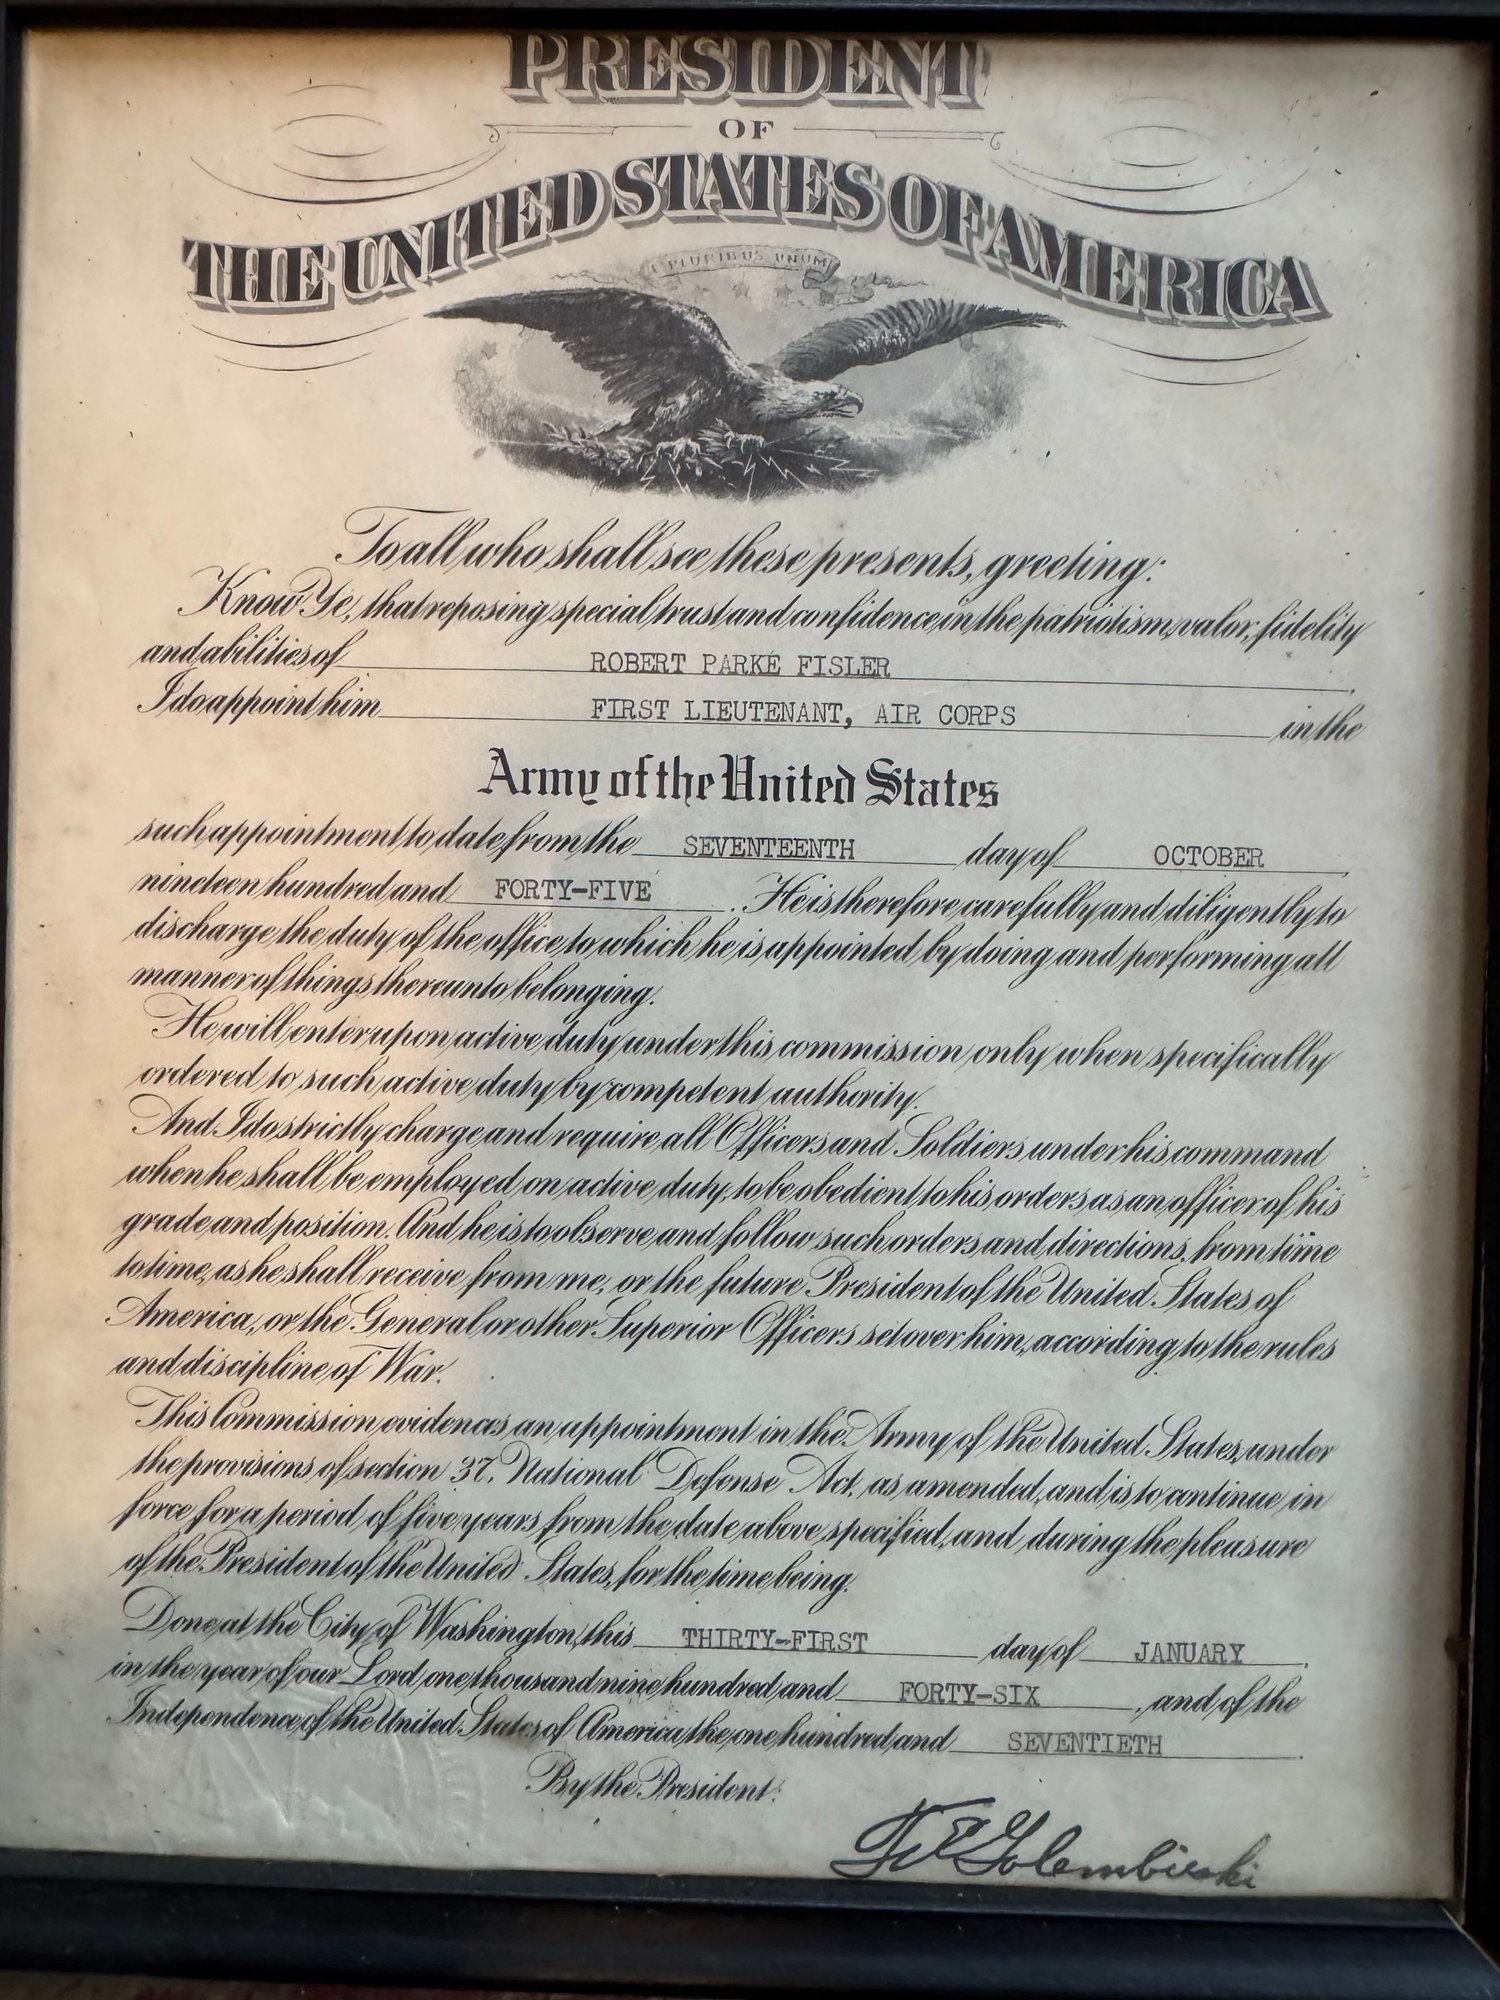 PRESIDENT
OF
THE UNITED STATES OF AMERICA
E PLURIBUS UNUM
To all who shall see these presents, greeting:
Know Ye, that reposing special trust and confidence in the patriotism, valor, fidelity
and abilities of ROBERT PARKE FISLER,
I do appoint him FIRST LIEUTENANT, AIR CORPS in the
Army of the United States
such appointment to date from the SEVENTEENTH day of OCTOBER,
nineteen hundred and FORTY-FIVE. He is therefore carefully and diligently to
discharge the duty of the office to which he is appointed by doing and performing all
manner of things thereunto belonging.
He will enter upon active duty under this commission only when specifically
ordered to such active duty by competent authority.
And I do strictly charge and require all Officers and Soldiers under his command
when he shall be employed on active duty, to be obedient to his orders as an officer of his
grade and position. And he is to observe and follow such orders and directions, from time
to time, as he shall receive from me, or the future President of the United States of
America, or the General or other Superior Officers set over him, according to the rules
and discipline of War.
This Commission evidences an appointment in the Army of the United States, under
the provisions of section 37, National Defense Act, as amended, and is to continue in
force for a period of five years from the date above specified, and during the pleasure
of the President of the United States, for the time being.
Done at the City of Washington, this THIRTY-FIRST day of JANUARY,
in the year of our Lord one thousand nine hundred and FORTY-SIX, and of the
Independence of the United States of America the one hundred and SEVENTIETH.
By the President:
Golembieski